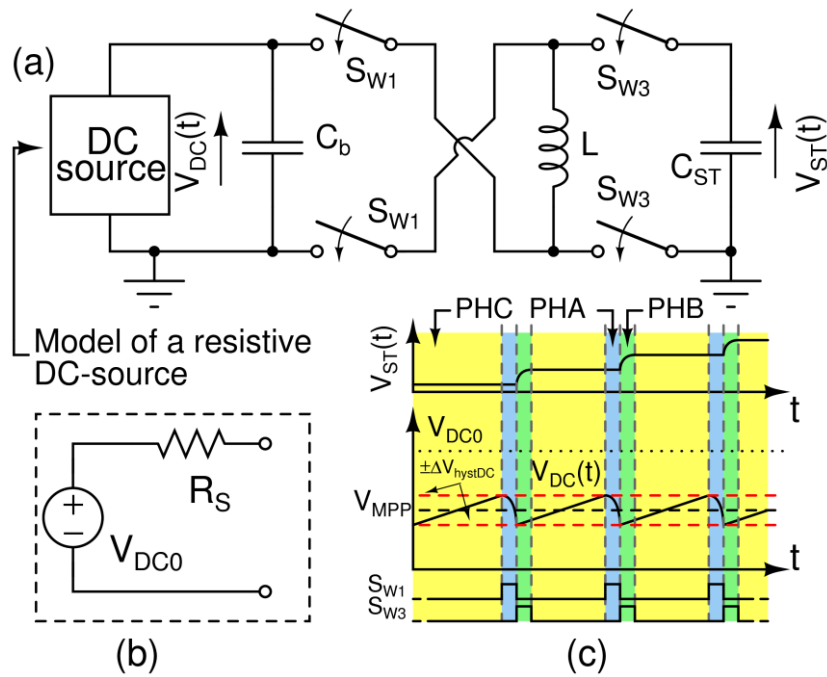 (a)
DC
source
V_DC(t)
C_b
S_W1
S_W1
L
S_W3
S_W3
C_ST
V_ST(t)
Model of a resistive
DC-source
R_S
V_DC0
(b)
PHC PHA PHB
V_ST(t)
t
V_DC0
±ΔV_hystDC
V_DC(t)
V_MPP
t
S_W1
S_W3
(c)